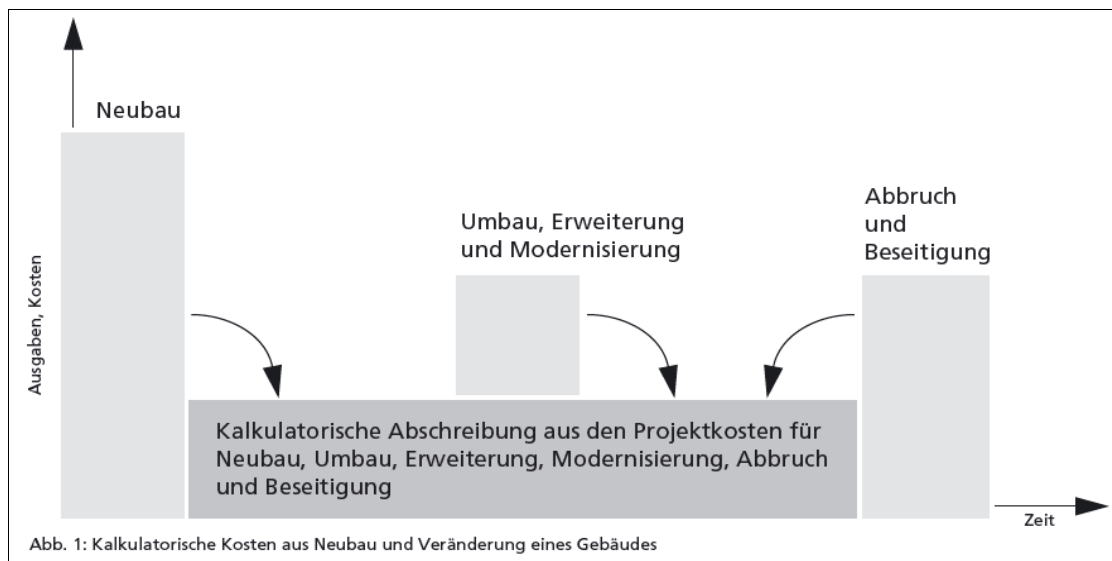 Neubau
Umbau, Erweiterung
und Modernisierung
Abbruch
und
Beseitigung
Ausgaben, Kosten
Kalkulatorische Abschreibung aus den Projektkosten für
Neubau, Umbau, Erweiterung, Modernisierung, Abbruch
und Beseitigung
Zeit
Abb. 1: Kalkulatorische Kosten aus Neubau und Veränderung eines Gebäudes